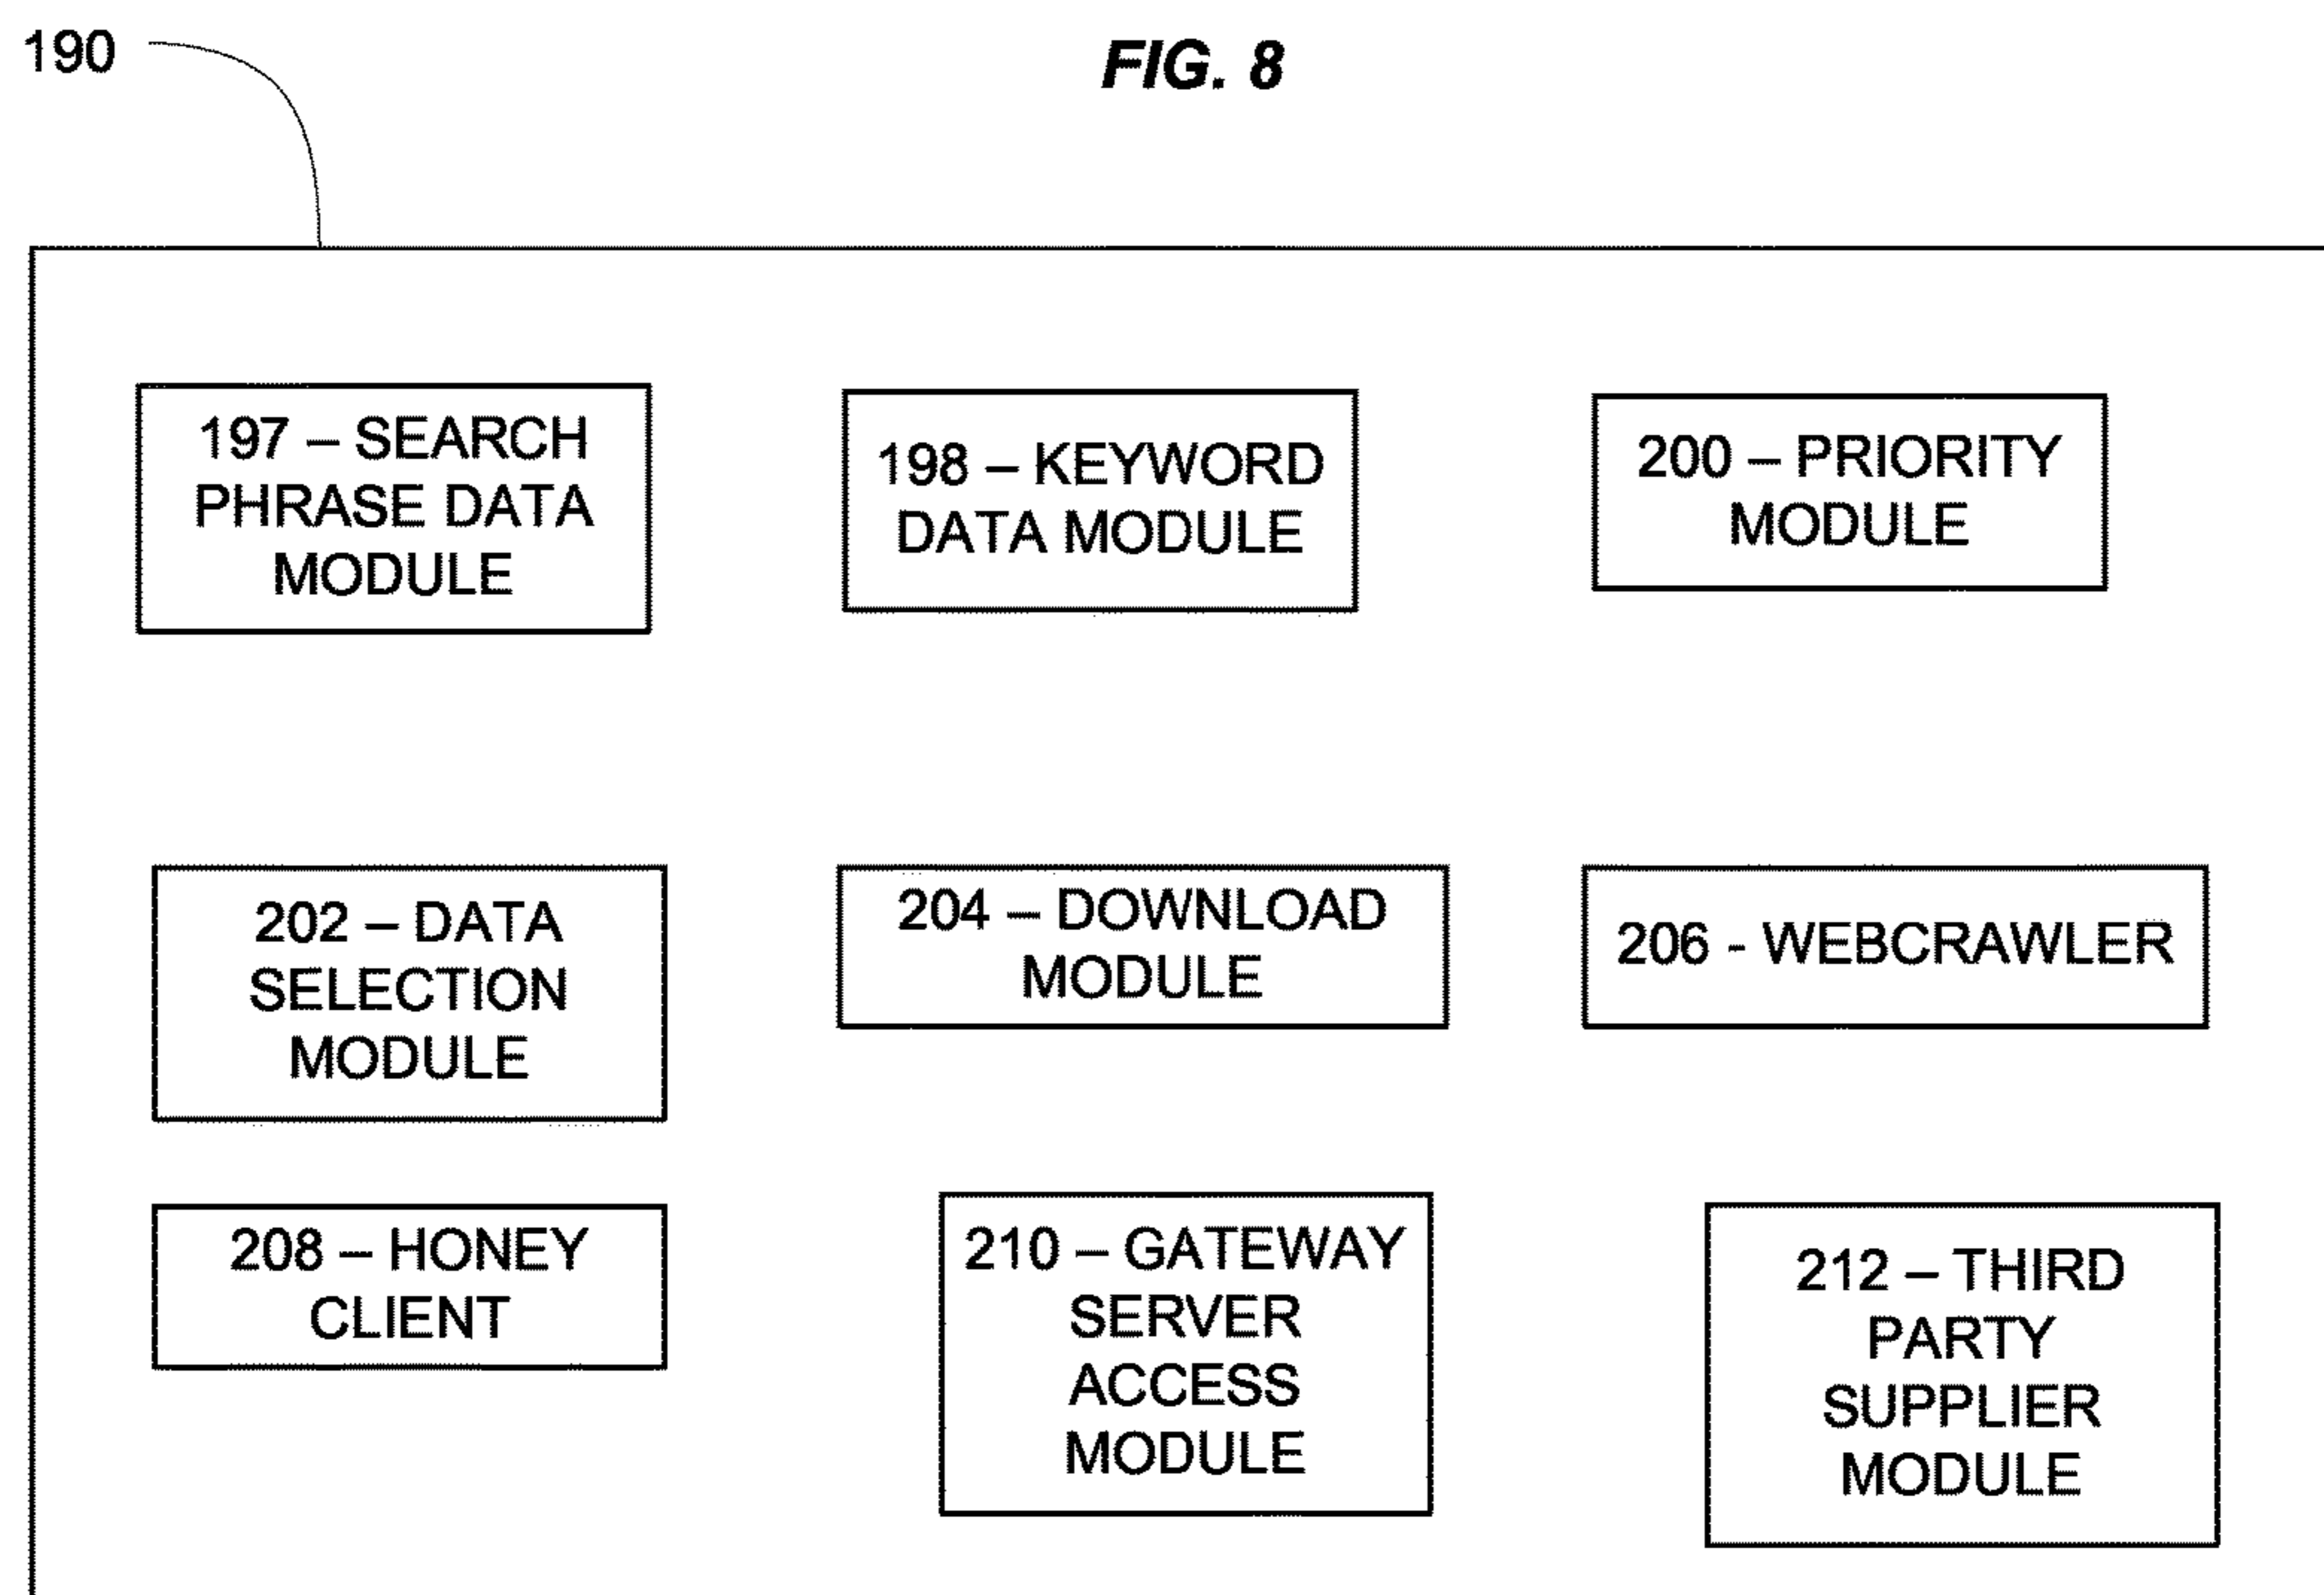 190
FIG. 8
197 – SEARCH
PHRASE DATA
MODULE
198 – KEYWORD
DATA MODULE
200 – PRIORITY
MODULE
202 – DATA
SELECTION
MODULE
204 – DOWNLOAD
MODULE
206 - WEBCRAWLER
208 – HONEY
CLIENT
210 – GATEWAY
SERVER
ACCESS
MODULE
212 – THIRD
PARTY
SUPPLIER
MODULE